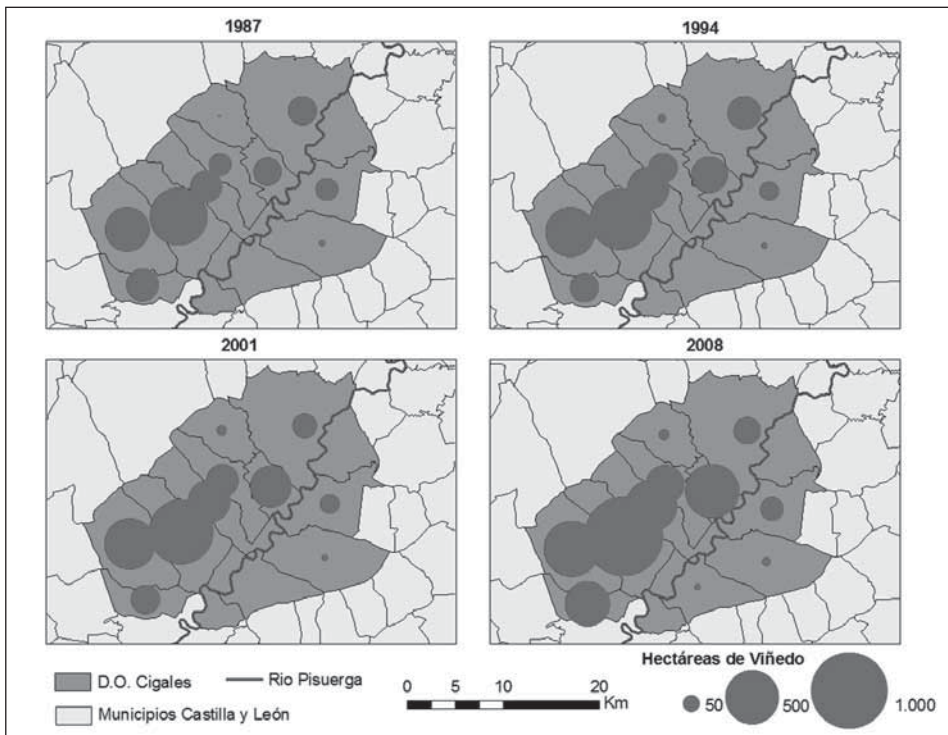 1987
1994
2001
2008
D.O. Cigales
Rio Pisuerga
Municipios Castilla y León
0 5 10 20
Km
Hectáreas de Viñedo
50 500 1.000